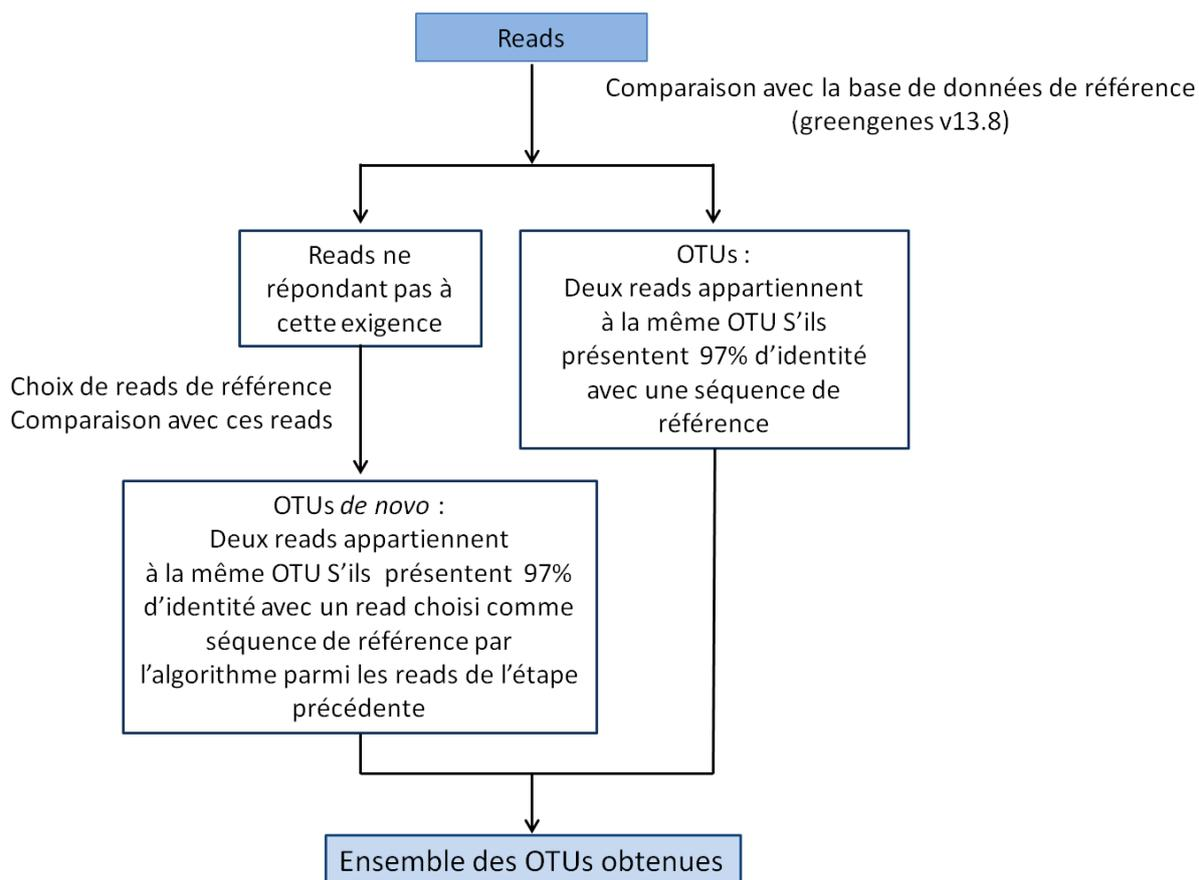 Reads
Comparaison avec la base de données de référence
(greengenes v13.8)
Reads ne
répondant pas à
cette exigence
OTUs :
Deux reads appartiennent
à la même OTU S’ils
présentent 97% d’identité
avec une séquence de
référence
Choix de reads de référence
Comparaison avec ces reads
OTUs de novo :
Deux reads appartiennent
à la même OTU S’ils présentent 97%
d’identité avec un read choisi comme
séquence de référence par
l’algorithme parmi les reads de l’étape
précédente
Ensemble des OTUs obtenues